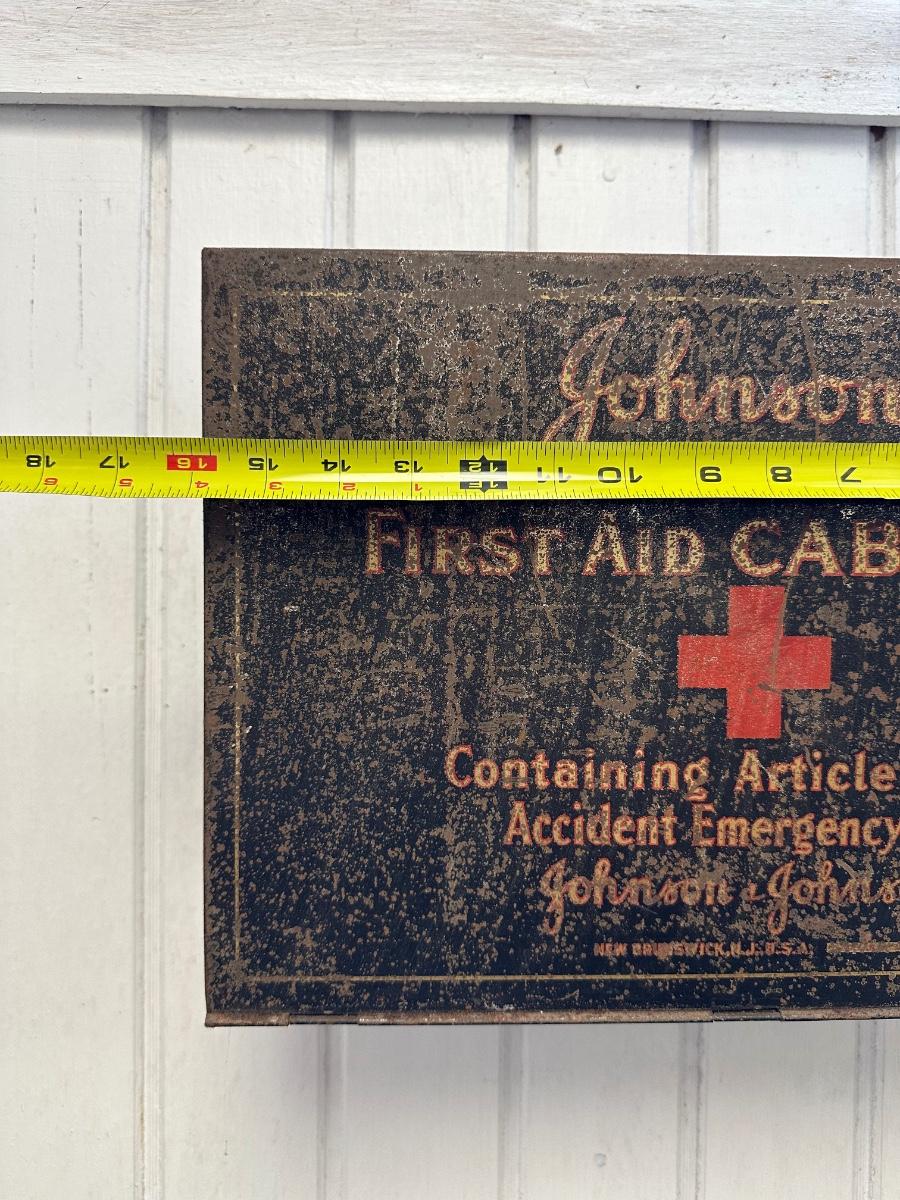 Johnson
18 17 16 15 14 13 12 11 10 9 8 7
6 5 4 3 2 1 1F
FIRST AID CAB
Containing Article
Accident Emergency
Johnson & Johns
NEW BRUNSWICK, N.J. U.S.A.